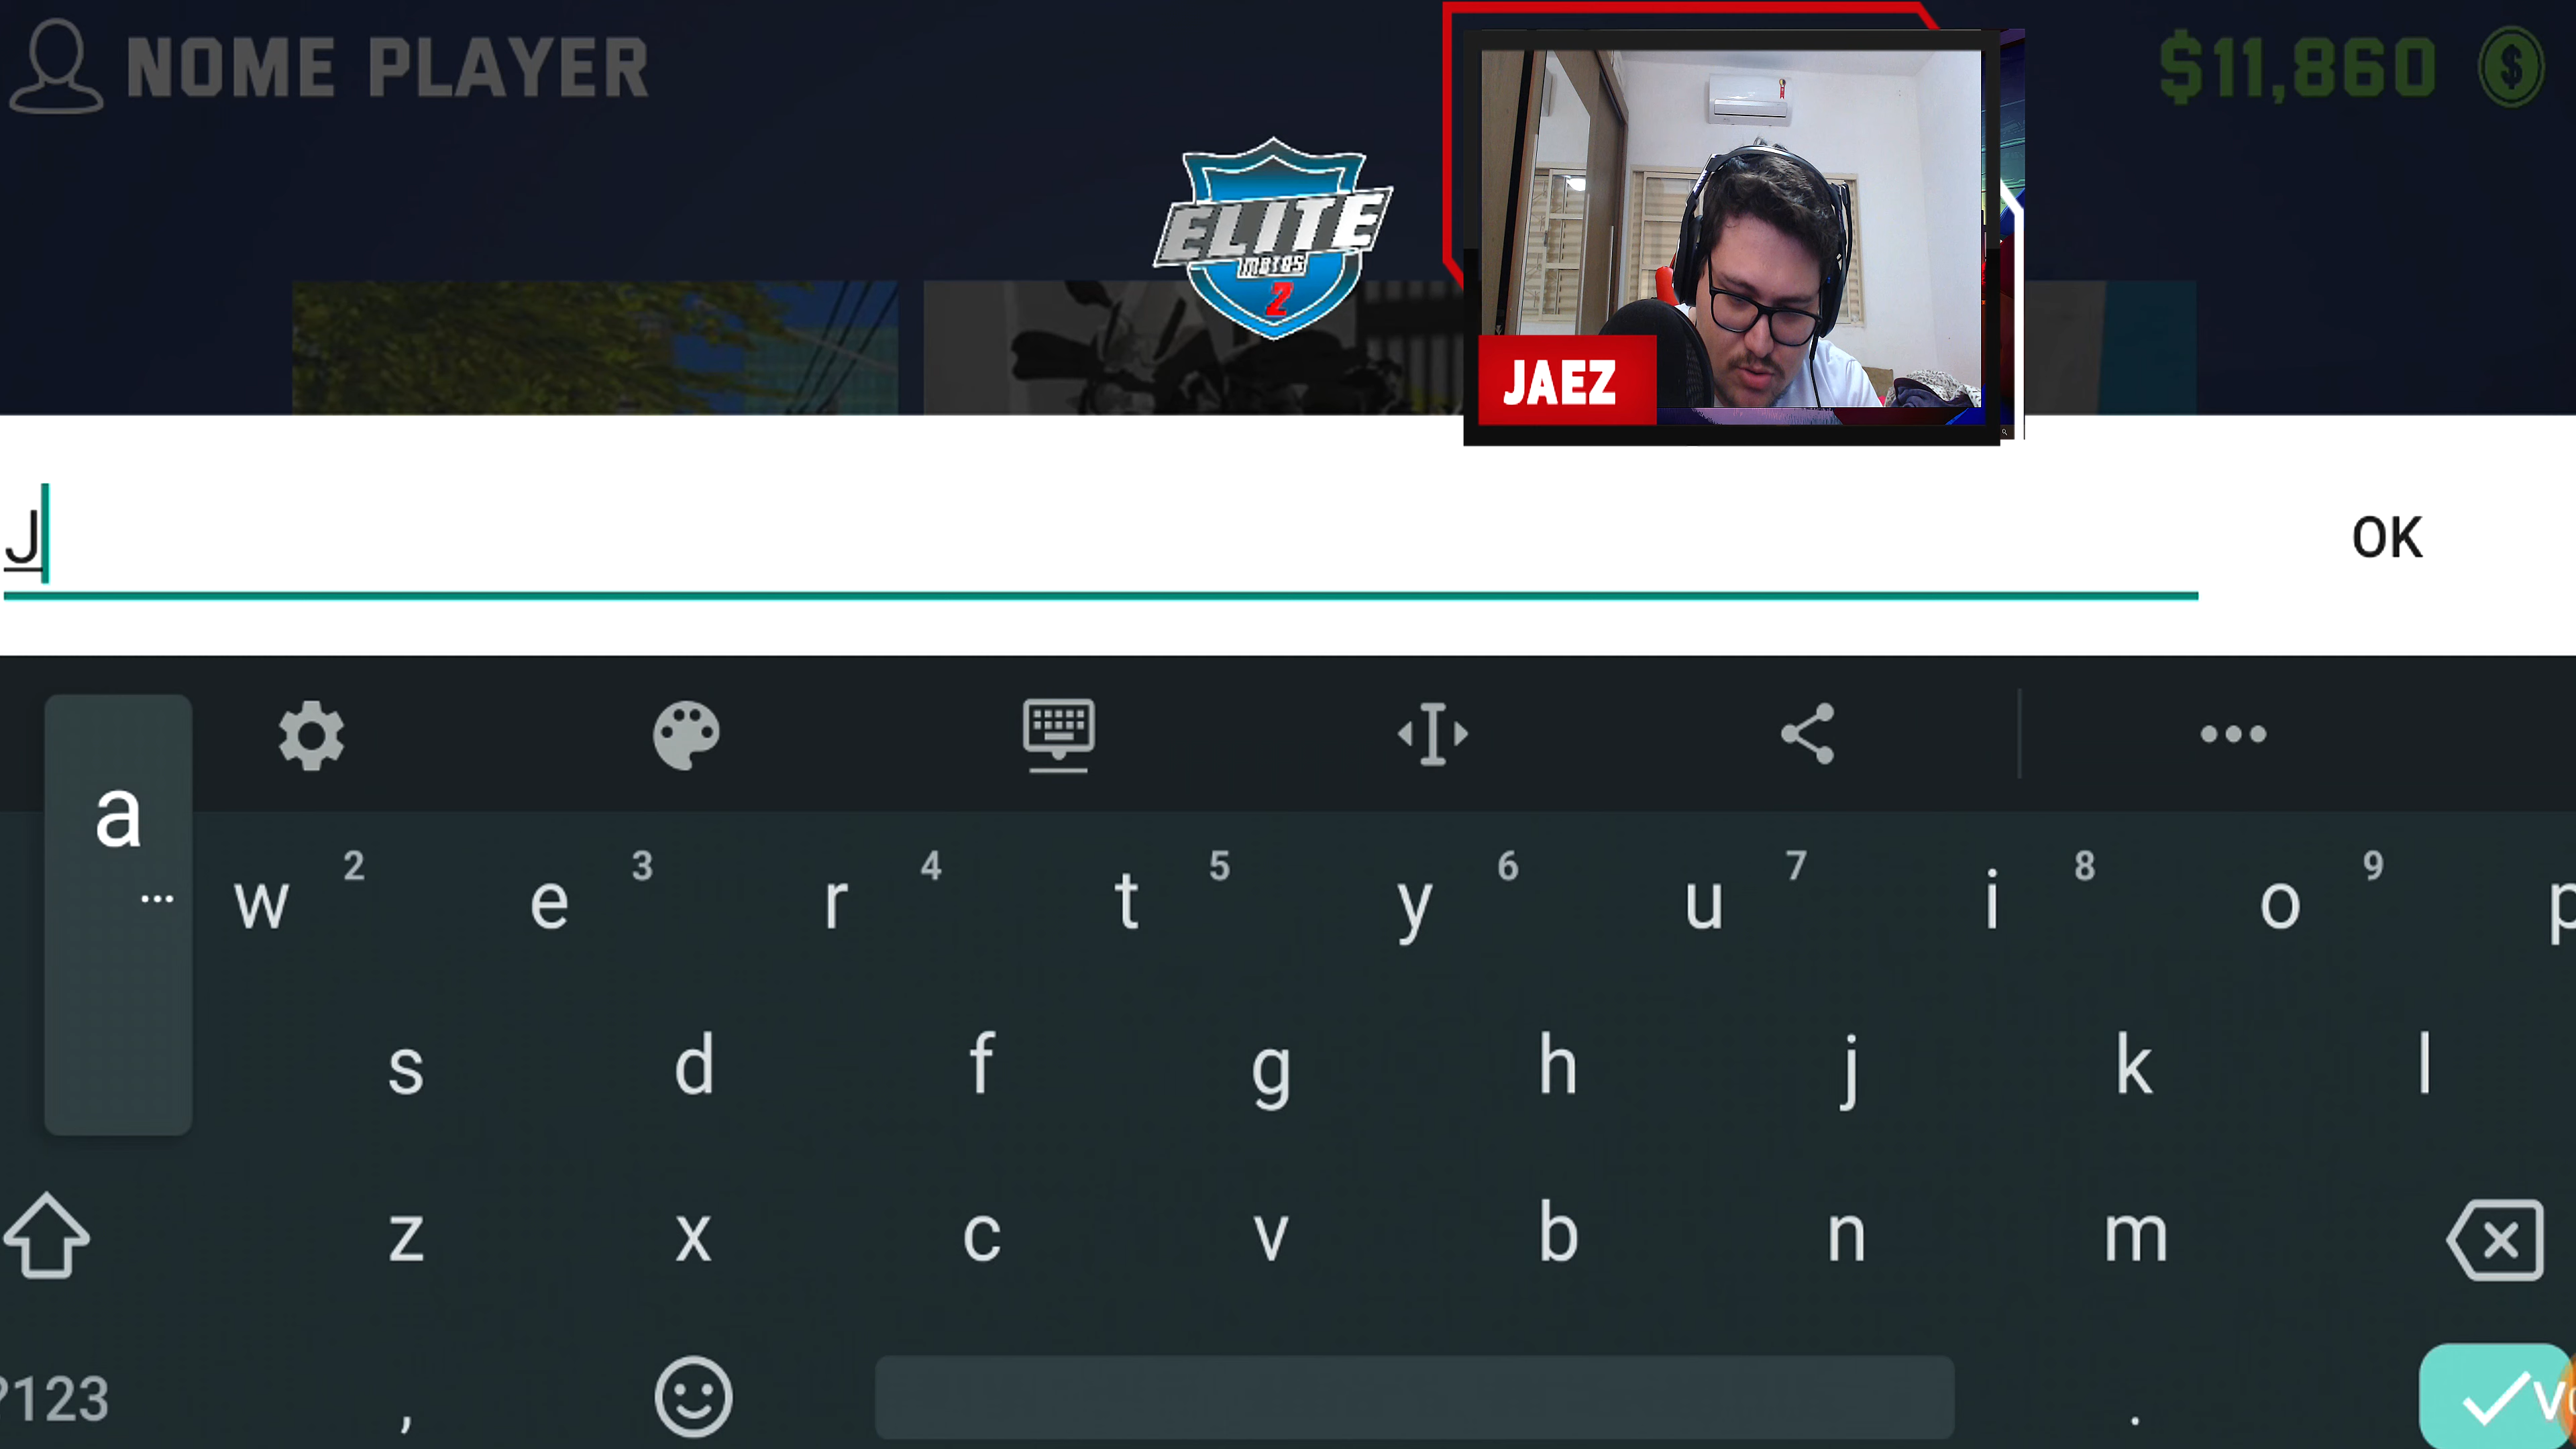 NOME PLAYER
$11,860
$
ELITE
MOTOS
2
JAEZ
J
OK
a
...
w 2 e 3 r 4 t 5 y 6 u 7 i 8 o 9 p
s d f g h j k l
z x c v b n m
?123 , .